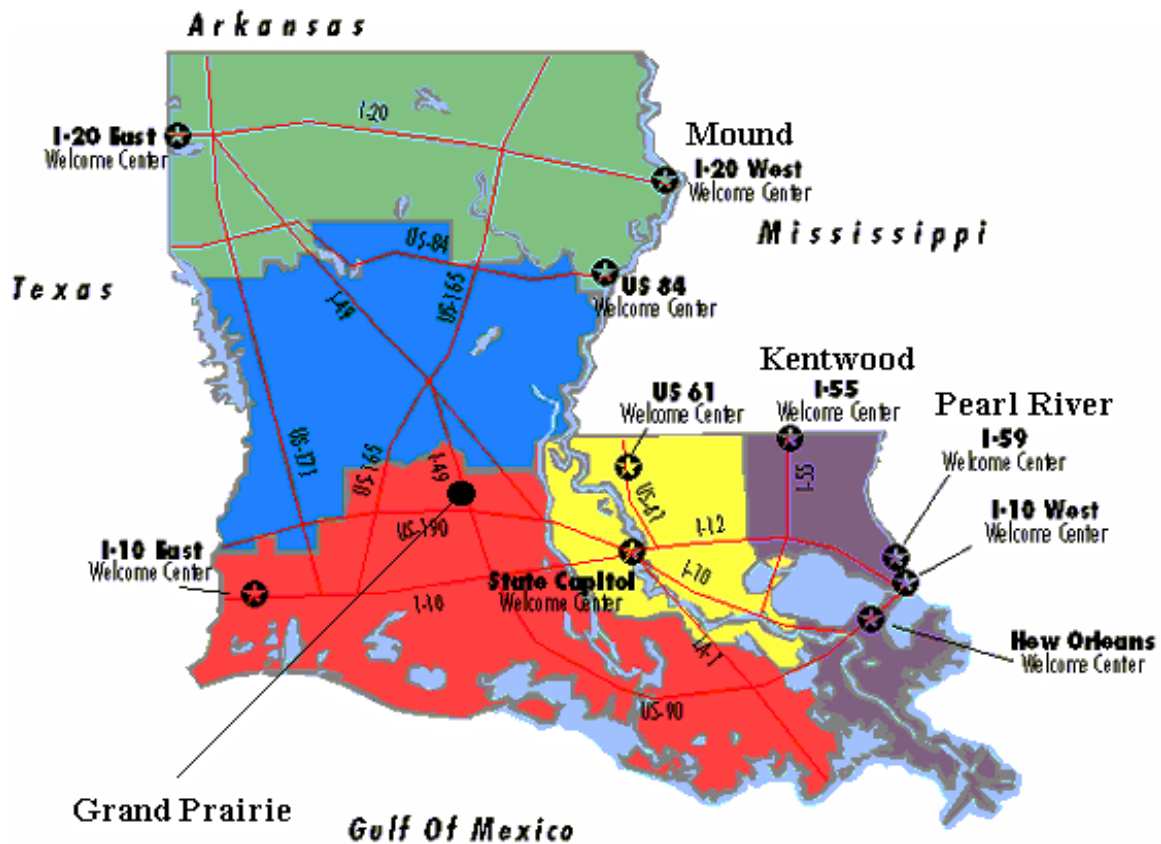 Arkansas
I-20
I-20 East
Welcome Center
Mound
I-20 West
Welcome Center
Mississippi
US-84
Texas
US 84
Welcome Center
US-165
I-49
Kentwood
I-55
Welcome Center
US 61
Welcome Center
Pearl River
I-59
Welcome Center
US-171
US-165
I-49
I-55
US-61
I-10 West
Welcome Center
US-190
I-12
I-10 East
Welcome Center
I-10
State Capitol
Welcome Center
I-10
New Orleans
Welcome Center
LA-1
US-90
Grand Prairie
Gulf Of Mexico